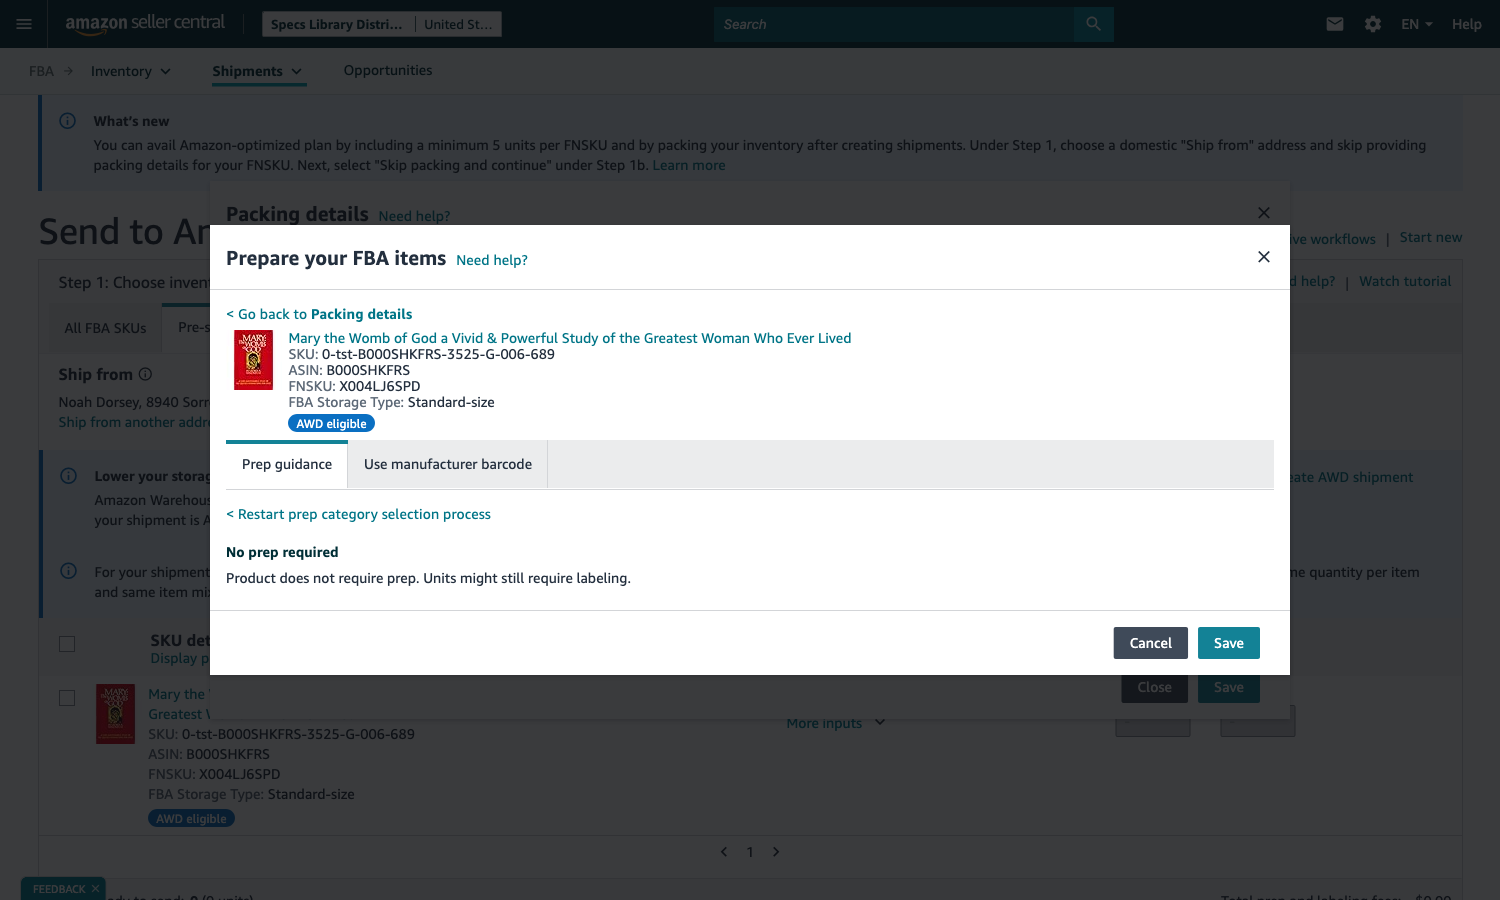 amazon seller central
Specs Library Distri... United St...
Search
EN
Help
FBA
Inventory
Shipments
Opportunities
What's new
You can avail Amazon-optimized plan by including a minimum 5 units per FNSKU and by packing your inventory after creating shipments. Under Step 1, choose a domestic "Ship from" address and skip providing
packing details for your FNSKU. Next, select "Skip packing and continue" under Step 1b. Learn more
Packing details Need help?
Send to
ve workflows | Start new
Prepare your FBA items Need help?
Step 1: Choose
help? | Watch tutorial
< Go back to Packing details
All FBA SKUs
Mary the Womb of God a Vivid & Powerful Study of the Greatest Woman Who Ever Lived
SKU: 0-tst-B000SHKFRS-3525-G-006-689
ASIN: B000SHKFRS
FNSKU: X004LJ6SPD
FBA Storage Type: Standard-size
AWD eligible
Ship from
Noah Dorsey, 8940
Ship from another
Prep guidance
Use manufacturer barcode
Lower your
Amazon
your shipment is
eate AWD shipment
< Restart prep category selection process
No prep required
Product does not require prep. Units might still require labeling.
For your shipment
and same item
me quantity per item
Cancel
Save
SKU
Display
Close
Save
Mary the
Greatest
SKU: 0-tst-B000SHKFRS-3525-G-006-689
ASIN: B000SHKFRS
FNSKU: X004LJ6SPD
FBA Storage Type: Standard-size
AWD eligible
More inputs
1
FEEDBACK